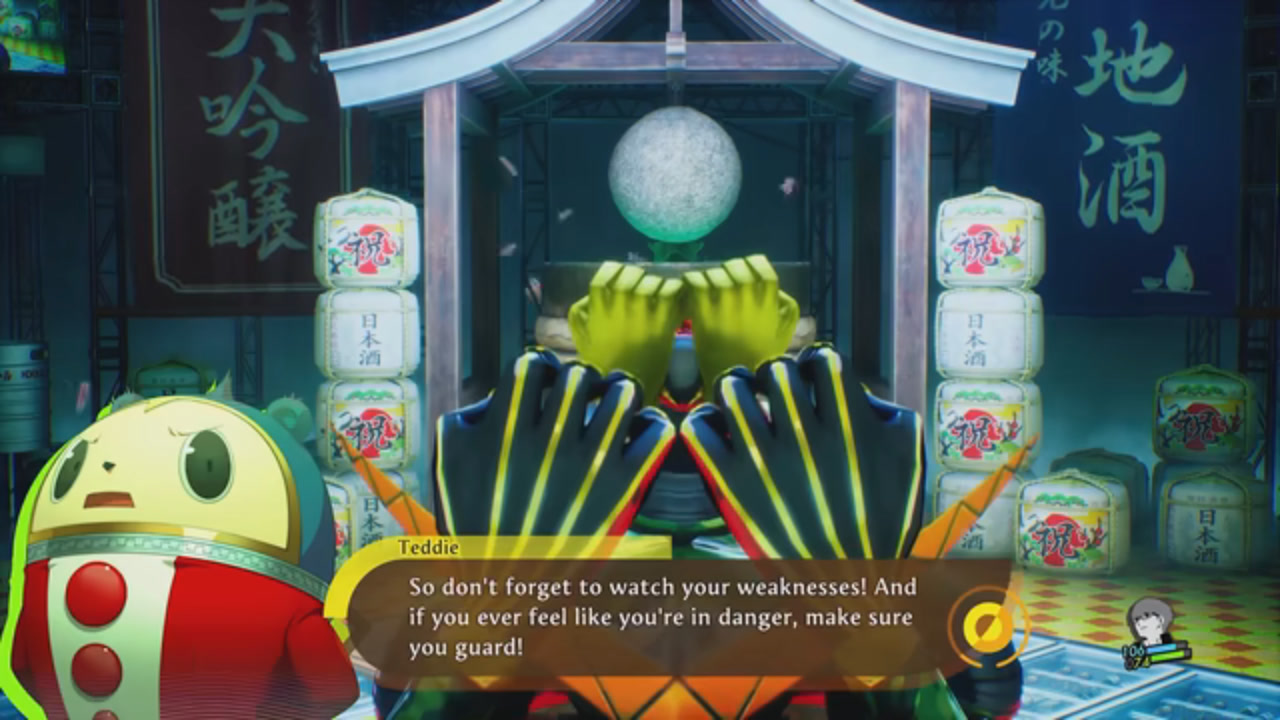 大吟醸
の味
地酒
祝
祝
日本酒
日本酒
祝
祝
日本酒
日本酒
祝
祝
日本酒
Teddie
So don't forget to watch your weaknesses! And
if you ever feel like you're in danger, make sure
you guard!
106
74